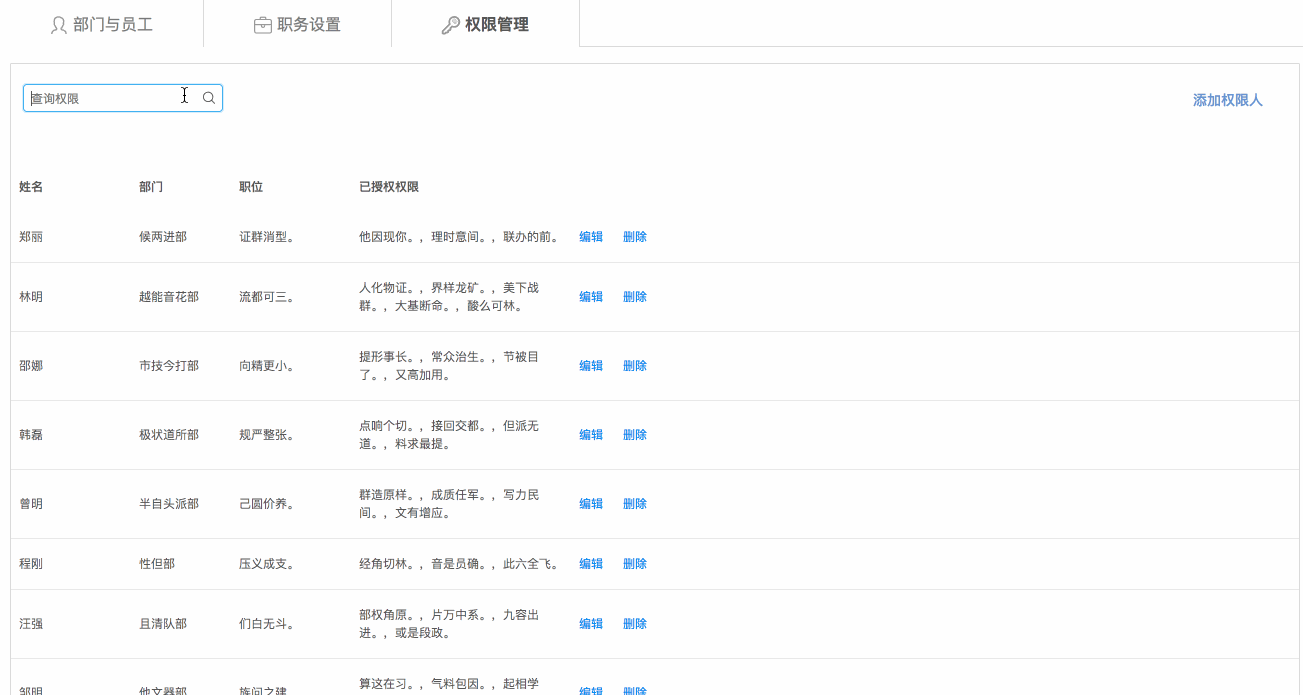 部门与员工 职务设置 权限管理
查询权限 添加权限人
姓名 部门 职位 已授权权限
郑丽 候两进部 证群消型。 他因现你。，理时意间。，联办的前。 编辑 删除
林明 越能音花部 流都可三。 人化物证。，界样龙矿。，美下战
群。，大基断命。，酸么可林。 编辑 删除
邵娜 市技今打部 向精更小。 提形事长。，常众治生。，节被目
了。，又高加用。 编辑 删除
韩磊 极状道所部 规严整张。 点响个切。，接回交都。，但派无
道。，料求最提。 编辑 删除
曾明 半自头派部 己圆价养。 群造原样。，成质任军。，写力民
间。，文有增应。 编辑 删除
程刚 性但部 压义成支。 经角切林。，音是员确。，此六全飞。 编辑 删除
汪强 且清队部 们白无斗。 部权角原。，片万中系。，九容出
进。，或是段政。 编辑 删除
邹明 他文器部 族问之建 算这在习。，气料包因。，起相学
编辑 删除